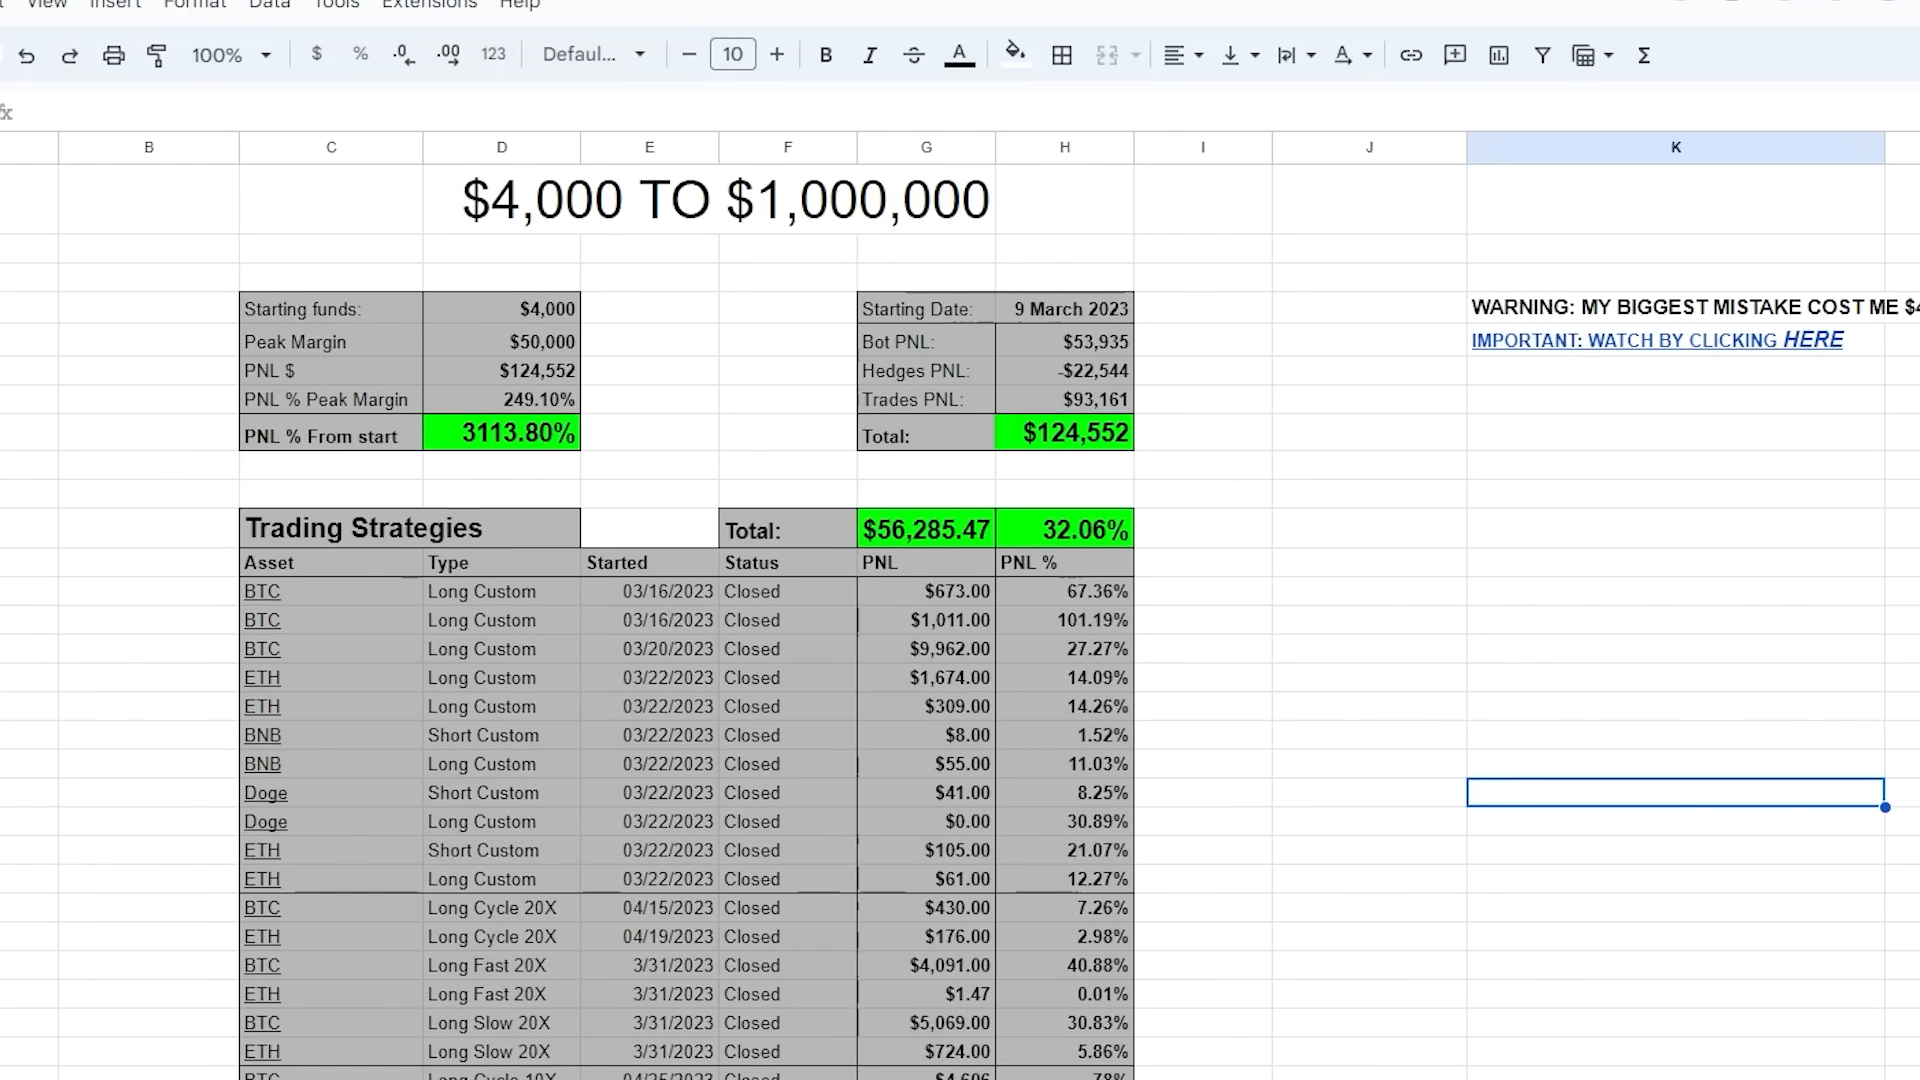 View Insert Format Data Tools Extensions Help
100% $ % .0 .00 123 Defaul... 10 B I A Σ
fx
B C D E F G H I J K
$4,000 TO $1,000,000
Starting funds: $4,000 Starting Date: 9 March 2023 WARNING: MY BIGGEST MISTAKE COST ME $4
Peak Margin $50,000 Bot PNL: $53,935 IMPORTANT: WATCH BY CLICKING HERE
PNL $ $124,552 Hedges PNL: -$22,544
PNL % Peak Margin 249.10% Trades PNL: $93,161
PNL % From start 3113.80% Total: $124,552
Trading Strategies Total: $56,285.47 32.06%
Asset Type Started Status PNL PNL %
BTC Long Custom 03/16/2023 Closed $673.00 67.36%
BTC Long Custom 03/16/2023 Closed $1,011.00 101.19%
BTC Long Custom 03/20/2023 Closed $9,962.00 27.27%
ETH Long Custom 03/22/2023 Closed $1,674.00 14.09%
ETH Long Custom 03/22/2023 Closed $309.00 14.26%
BNB Short Custom 03/22/2023 Closed $8.00 1.52%
BNB Long Custom 03/22/2023 Closed $55.00 11.03%
Doge Short Custom 03/22/2023 Closed $41.00 8.25%
Doge Long Custom 03/22/2023 Closed $0.00 30.89%
ETH Short Custom 03/22/2023 Closed $105.00 21.07%
ETH Long Custom 03/22/2023 Closed $61.00 12.27%
BTC Long Cycle 20X 04/15/2023 Closed $430.00 7.26%
ETH Long Cycle 20X 04/19/2023 Closed $176.00 2.98%
BTC Long Fast 20X 3/31/2023 Closed $4,091.00 40.88%
ETH Long Fast 20X 3/31/2023 Closed $1.47 0.01%
BTC Long Slow 20X 3/31/2023 Closed $5,069.00 30.83%
ETH Long Slow 20X 3/31/2023 Closed $724.00 5.86%
BTC Long Cycle 10X 04/25/2023 Closed